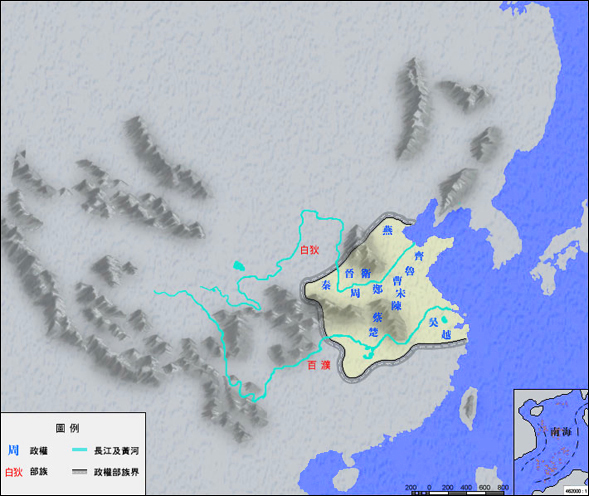 燕
白狄
齊
魯
晉 衛
曹
秦
周 鄭
宋
陳
蔡
楚
吳
越
百濮
圖例
周 政權 長江及黃河
白狄 部族 政權部族界
南海
200 0 200 400 600 800